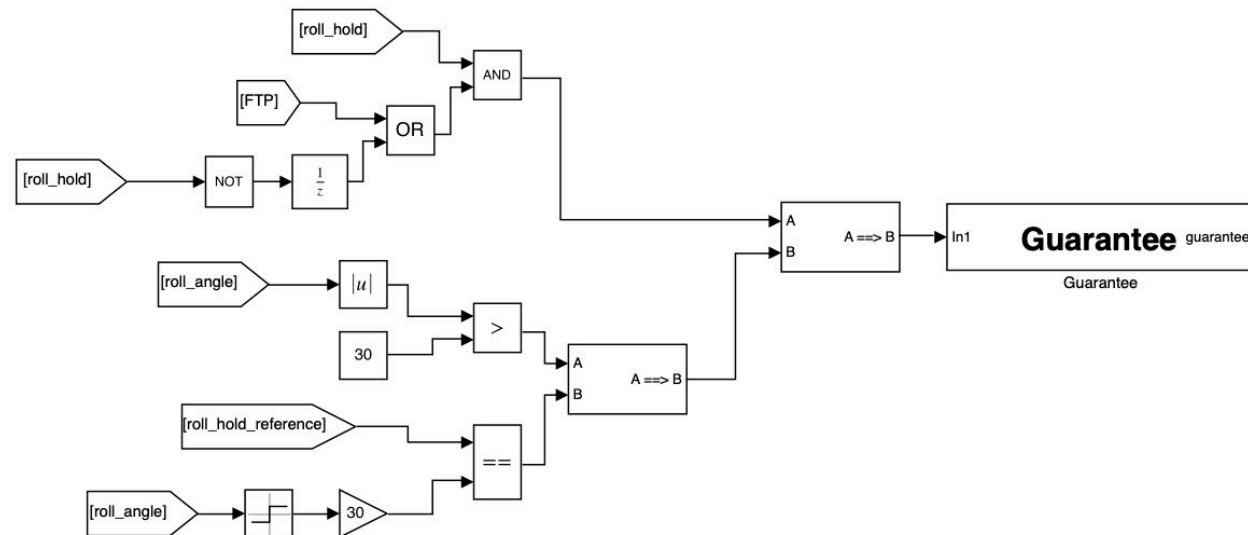 [roll_hold]
AND
[FTP]
OR
[roll_hold]
NOT
1
z
A
B
A ==> B
In1
Guarantee
guarantee
Guarantee
[roll_angle]
|u|
>
30
A
B
A ==> B
[roll_hold_reference]
==
[roll_angle]
30